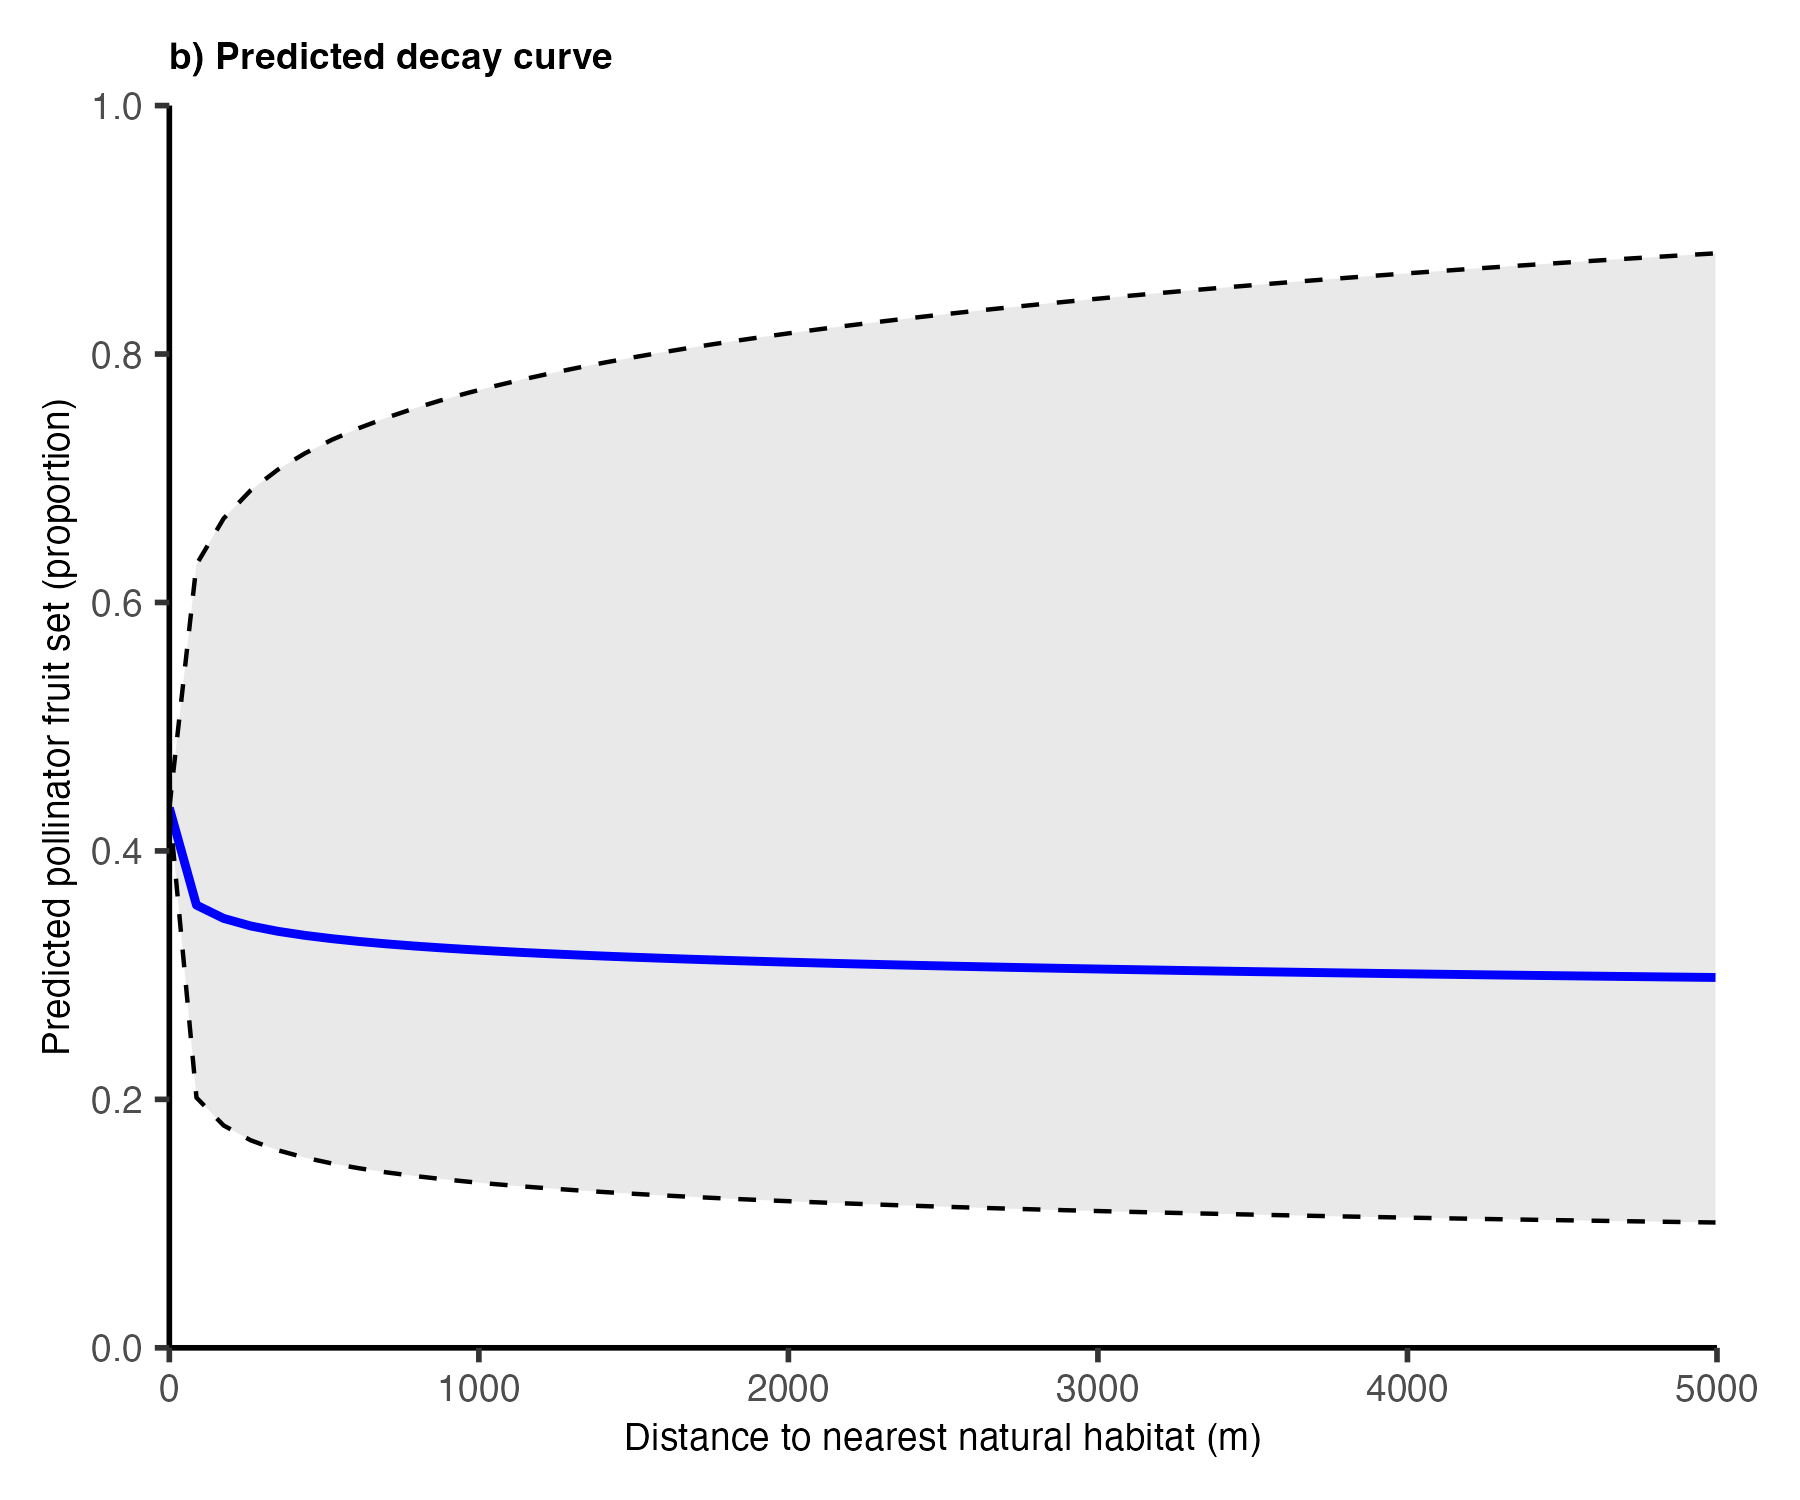 b) Predicted decay curve
1.0
0.8
0.6
0.4
0.2
0.0
Predicted pollinator fruit set (proportion)
0 1000 2000 3000 4000 5000
Distance to nearest natural habitat (m)